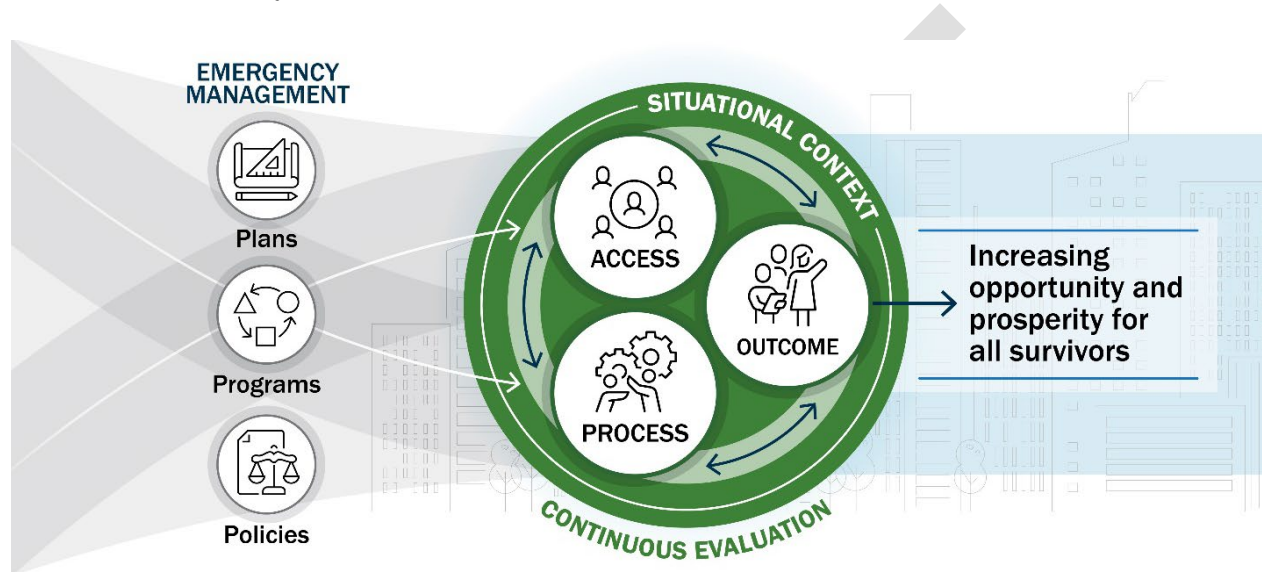 EMERGENCY
MANAGEMENT
Plans
Programs
Policies
SITUATIONAL CONTEXT
ACCESS
PROCESS
OUTCOME
CONTINUOUS EVALUATION
Increasing
opportunity and
prosperity for
all survivors